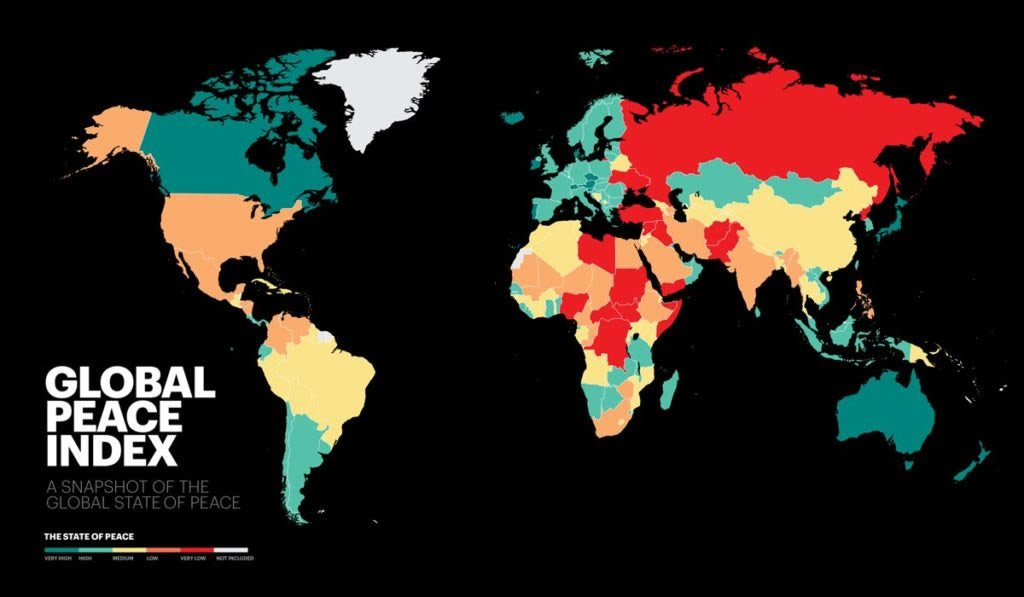 GLOBAL
PEACE
INDEX
A SNAPSHOT OF THE
GLOBAL STATE OF PEACE
THE STATE OF PEACE
VERY HIGH HIGH MEDIUM LOW VERY LOW NOT INCLUDED